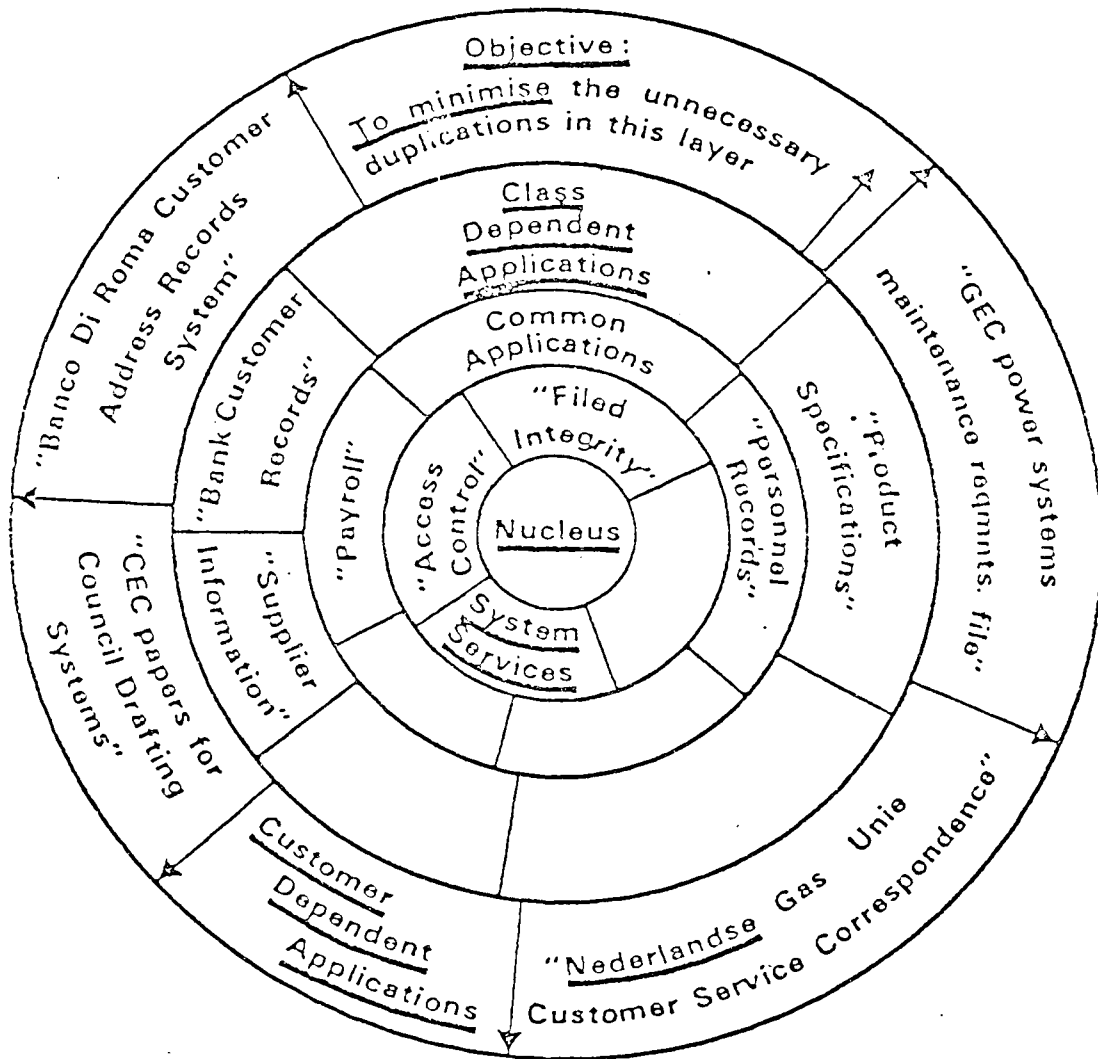 Objective:
To minimise the unnecessary
duplications in this layer
Class
Dependent
Applications
Common
Applications
"Filed
Integrity"
Nucleus
"Access
Control"
System
Services
"Payroll"
"Personnel
Records"
"Bank Customer
Records"
"Supplier
Information"
"Product
Specifications"
"Banco Di Roma Customer
Address Records
System"
"CEC papers for
Council Drafting
Systems"
"GEC power systems
maintenance reqmnts. file"
Customer
Dependent
Applications
"Nederlandse Gas Unie
Customer Service Correspondence"